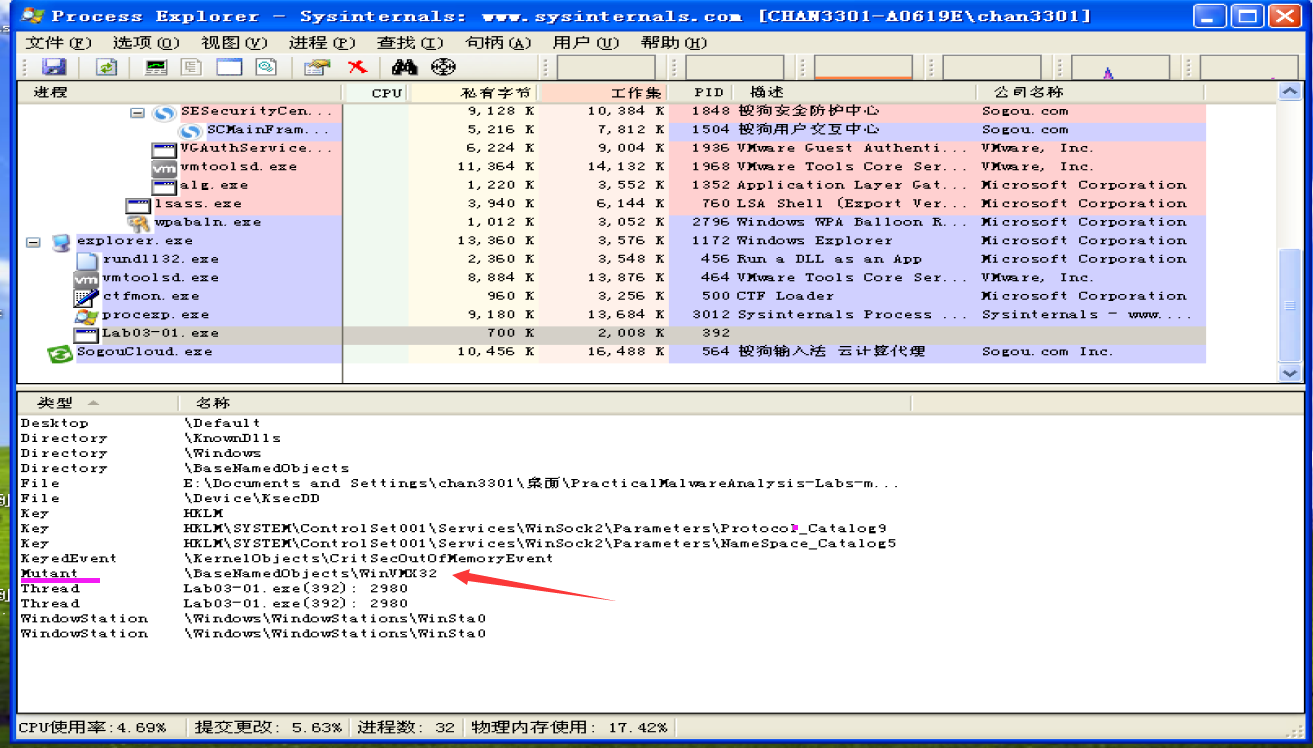 Process Explorer - Sysinternals: www.sysinternals.com [CHAN3301-A0619E\chan3301]
文件(F) 选项(O) 视图(V) 进程(P) 查找(I) 句柄(A) 用户(U) 帮助(H)
进程 CPU 私有字节 工作集 PID 描述 公司名称
SESecurityCen... 9,128 K 10,384 K 1848 搜狗安全防护中心 Sogou.com
SCMainFram... 5,216 K 7,812 K 1504 搜狗用户交互中心 Sogou.com
VGAuthService... 6,224 K 9,004 K 1936 VMware Guest Authenti... VMware, Inc.
vmtoolsd.exe 11,364 K 14,132 K 1968 VMware Tools Core Ser... VMware, Inc.
alg.exe 1,220 K 3,552 K 1352 Application Layer Gat... Microsoft Corporation
lsass.exe 3,940 K 6,144 K 760 LSA Shell (Export Ver... Microsoft Corporation
wpabaln.exe 1,012 K 3,052 K 2796 Windows WPA Balloon R... Microsoft Corporation
explorer.exe 13,360 K 3,576 K 1172 Windows Explorer Microsoft Corporation
rundll32.exe 2,360 K 3,548 K 456 Run a DLL as an App Microsoft Corporation
vmtoolsd.exe 8,884 K 13,876 K 464 VMware Tools Core Ser... VMware, Inc.
ctfmon.exe 960 K 3,256 K 500 CTF Loader Microsoft Corporation
procexp.exe 9,180 K 13,684 K 3012 Sysinternals Process ... Sysinternals - www....
Lab03-01.exe 700 K 2,008 K 392
SogouCloud.exe 10,456 K 16,488 K 564 搜狗输入法 云计算代理 Sogou.com Inc.
类型 名称
Desktop \Default
Directory \KnownDlls
Directory \Windows
Directory \BaseNamedObjects
File E:\Documents and Settings\chan3301\桌面\PracticalMalwareAnalysis-Labs-m...
File \Device\KsecDD
Key HKLM
Key HKLM\SYSTEM\ControlSet001\Services\WinSock2\Parameters\Protocol_Catalog9
Key HKLM\SYSTEM\ControlSet001\Services\WinSock2\Parameters\NameSpace_Catalog5
KeyedEvent \KernelObjects\CritSecOutOfMemoryEvent
Mutant \BaseNamedObjects\WinVMX32
Thread Lab03-01.exe(392): 2980
Thread Lab03-01.exe(392): 2980
WindowStation \Windows\WindowStations\WinSta0
WindowStation \Windows\WindowStations\WinSta0
CPU使用率:4.69% 提交更改: 5.63% 进程数: 32 物理内存使用: 17.42%